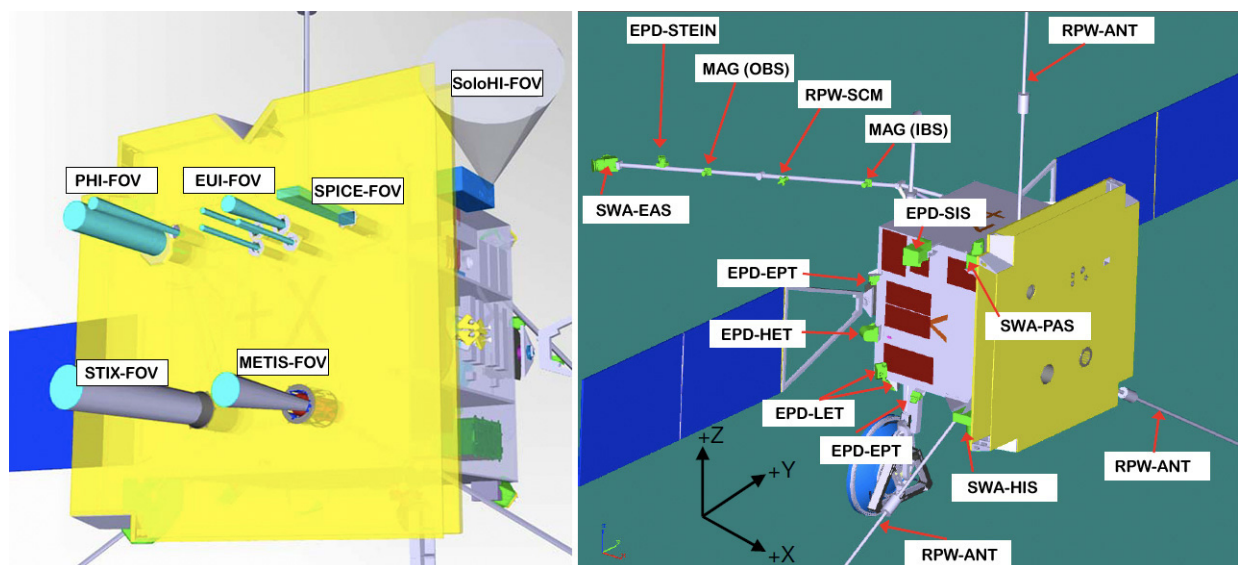 SoloHI-FOV
PHI-FOV
EUI-FOV
SPICE-FOV
+X
STIX-FOV
METIS-FOV
EPD-STEIN
RPW-ANT
MAG (OBS)
RPW-SCM
MAG (IBS)
SWA-EAS
EPD-SIS
EPD-EPT
SWA-PAS
EPD-HET
EPD-LET
EPD-EPT
+Z
+Y
+X
SWA-HIS
RPW-ANT
RPW-ANT